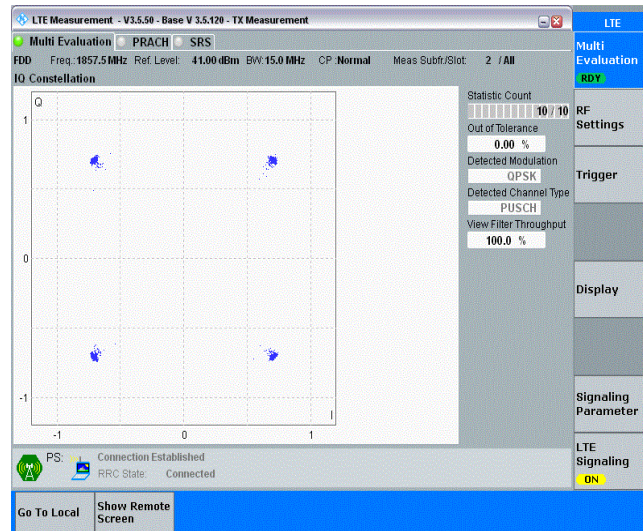 LTE Measurement - V3.5.50 - Base V 3.5.120 - TX Measurement
LTE
Multi Evaluation PRACH SRS
Multi
Evaluation
RDY
FDD Freq.: 1857.5 MHz Ref. Level: 41.00 dBm BW: 15.0 MHz CP :Normal Meas Subfr./Slot: 2 / All
IQ Constellation
Q
1
0
-1
-1 0 1
I
Statistic Count
10 / 10
Out of Tolerance
0.00 %
Detected Modulation
QPSK
Detected Channel Type
PUSCH
View Filter Throughput
100.0 %
RF
Settings
Trigger
Display
Signaling
Parameter
LTE
Signaling
ON
PS: Connection Established
RRC State: Connected
Go To Local
Show Remote
Screen